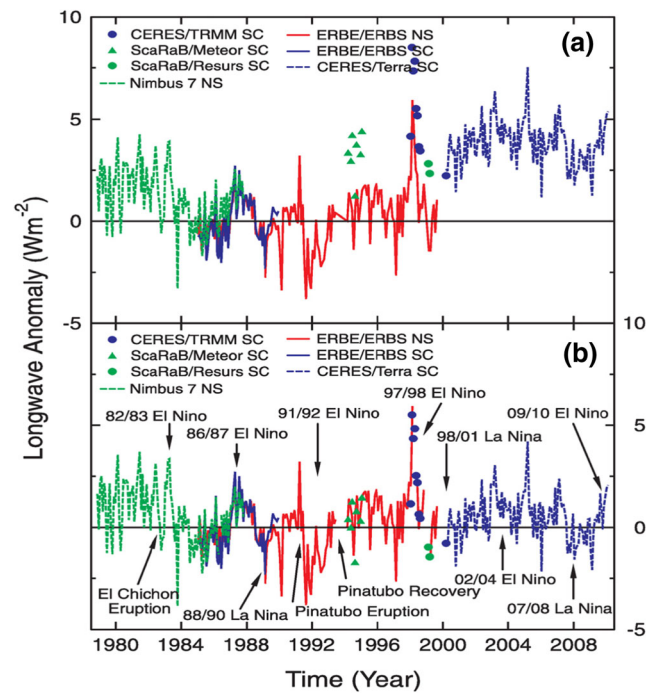 10
CERES/TRMM SC
ERBE/ERBS NS
(a)
ScaRaB/Meteor SC
ERBE/ERBS SC
ScaRaB/Resurs SC
CERES/Terra SC
Nimbus 7 NS
5
0
-5
10
CERES/TRMM SC
ERBE/ERBS NS
(b)
ScaRaB/Meteor SC
ERBE/ERBS SC
ScaRaB/Resurs SC
CERES/Terra SC
Nimbus 7 NS
97/98 El Nino
82/83 El Nino
91/92 El Nino
09/10 El Nino
86/87 El Nino
98/01 La Nina
5
0
El Chichon
Eruption
88/90 La Nina
Pinatubo Eruption
Pinatubo Recovery
02/04 El Nino
07/08 La Nina
-5
1980 1984 1988 1992 1996 2000 2004 2008
Time (Year)
Longwave Anomaly (Wm-2)